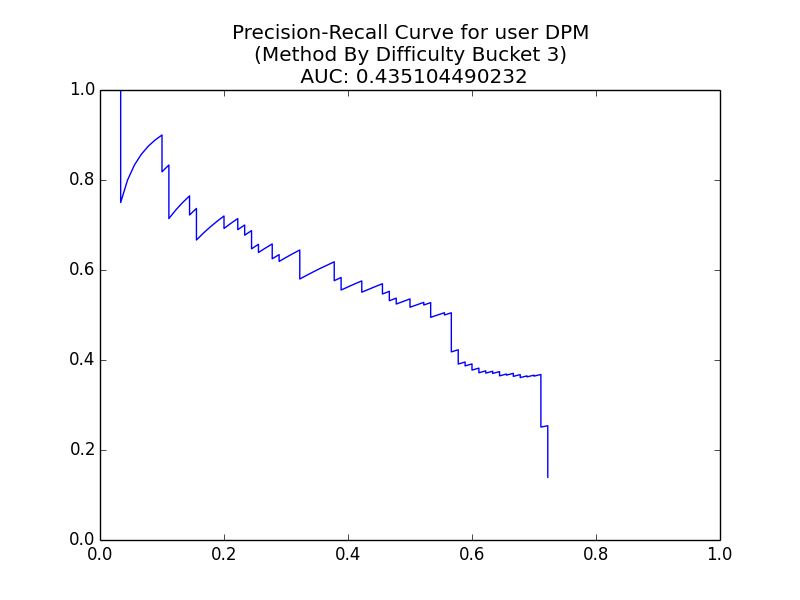 Precision-Recall Curve for user DPM
(Method By Difficulty Bucket 3)
AUC: 0.435104490232
1.0
0.8
0.6
0.4
0.2
0.0
0.0 0.2 0.4 0.6 0.8 1.0